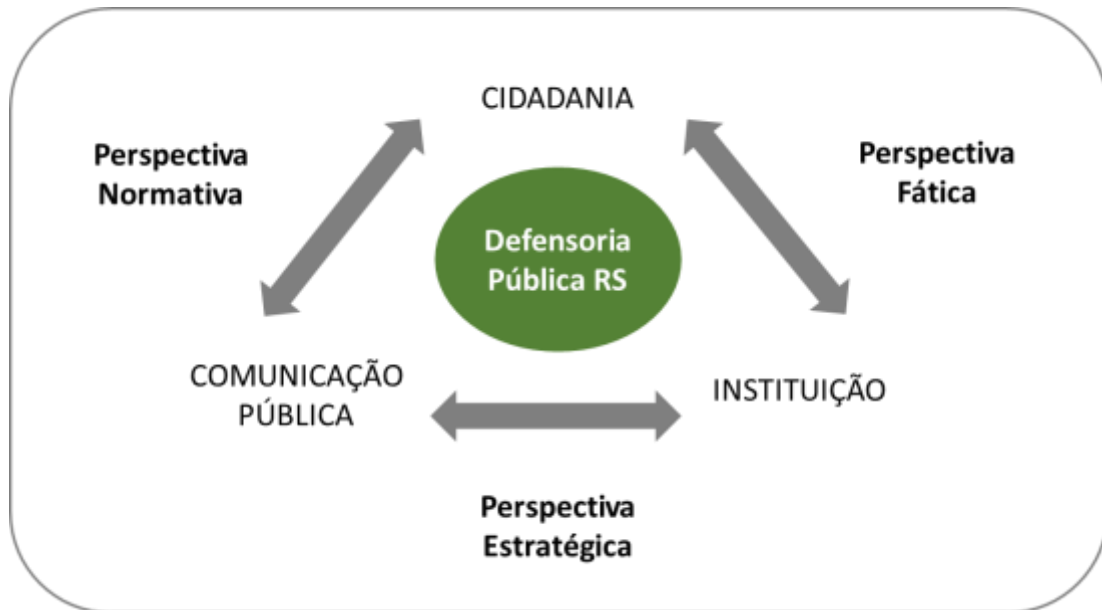 CIDADANIA
Perspectiva
Normativa
Perspectiva
Fática
Defensoria
Pública RS
COMUNICAÇÃO
PÚBLICA
INSTITUIÇÃO
Perspectiva
Estratégica